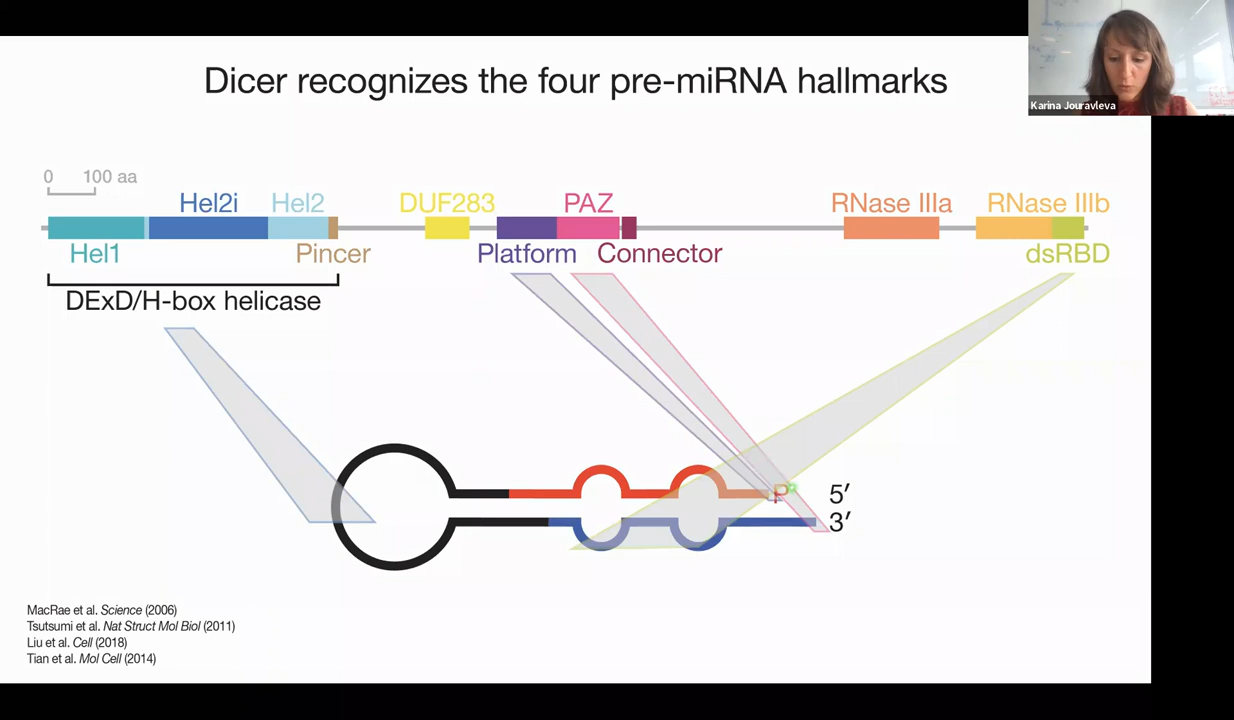 Dicer recognizes the four pre-miRNA hallmarks
Karina Jouravleva
0 100 aa
Hel2i Hel2 DUF283 PAZ RNase IIIa RNase IIIb
Hel1 Pincer Platform Connector dsRBD
DExD/H-box helicase
P 5′
3′
MacRae et al. Science (2006)
Tsutsumi et al. Nat Struct Mol Biol (2011)
Liu et al. Cell (2018)
Tian et al. Mol Cell (2014)